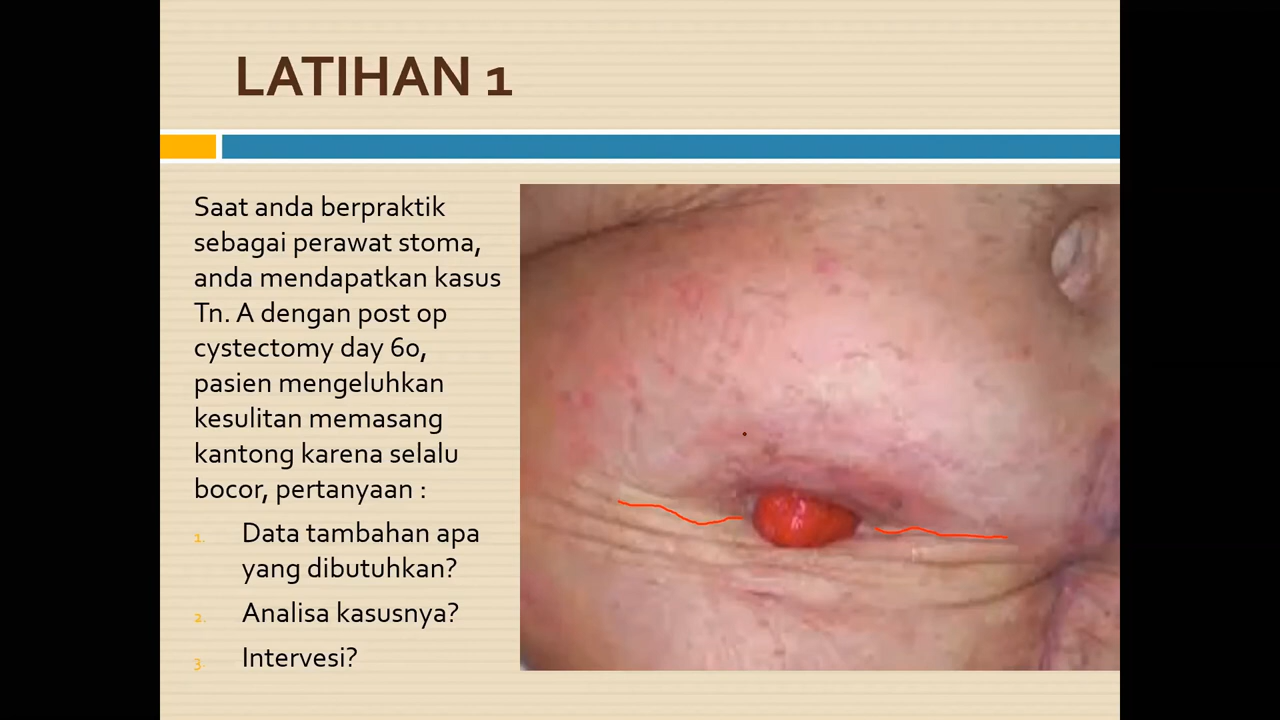 LATIHAN 1
Saat anda berpraktik
sebagai perawat stoma,
anda mendapatkan kasus
Tn. A dengan post op
cystectomy day 60,
pasien mengeluhkan
kesulitan memasang
kantong karena selalu
bocor, pertanyaan :
1. Data tambahan apa
yang dibutuhkan?
2. Analisa kasusnya?
3. Intervesi?